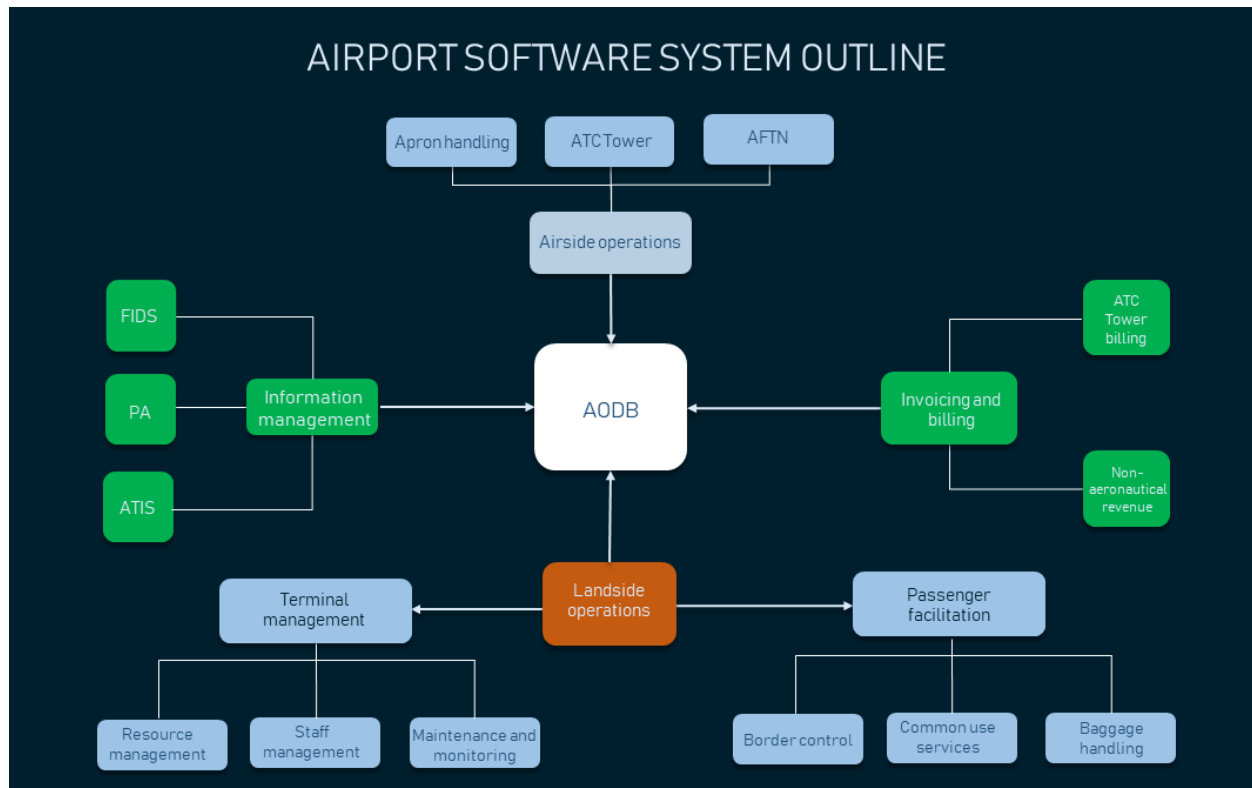 AIRPORT SOFTWARE SYSTEM OUTLINE
Apron handling
ATC Tower
AFTN
Airside operations
FIDS
PA
ATIS
Information
management
AODB
Invoicing and
billing
ATC
Tower
billing
Non-
aeronautical
revenue
Landside
operations
Terminal
management
Passenger
facilitation
Resource
management
Staff
management
Maintenance and
monitoring
Border control
Common use
services
Baggage
handling